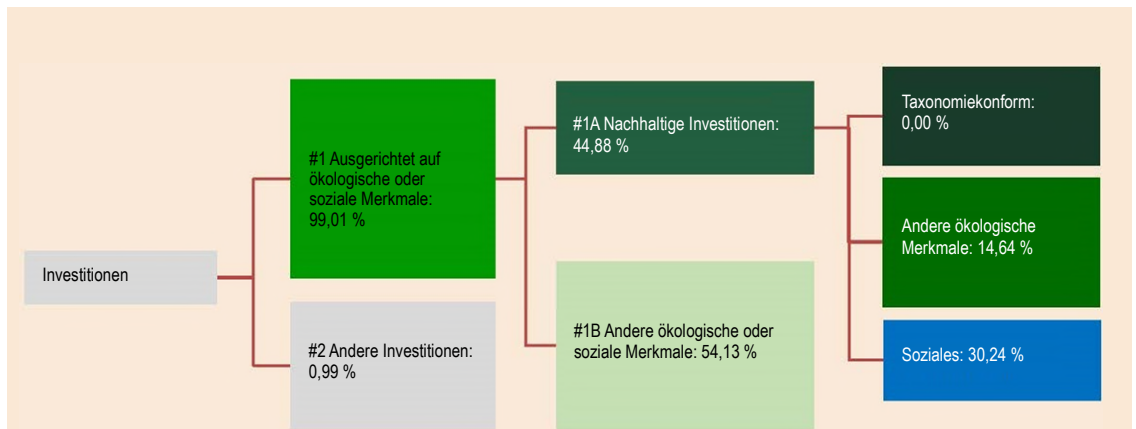 Investitionen
#1 Ausgerichtet auf
ökologische oder
soziale Merkmale:
99,01 %
#2 Andere Investitionen:
0,99 %
#1A Nachhaltige Investitionen:
44,88 %
#1B Andere ökologische oder
soziale Merkmale: 54,13 %
Taxonomiekonform:
0,00 %
Andere ökologische
Merkmale: 14,64 %
Soziales: 30,24 %